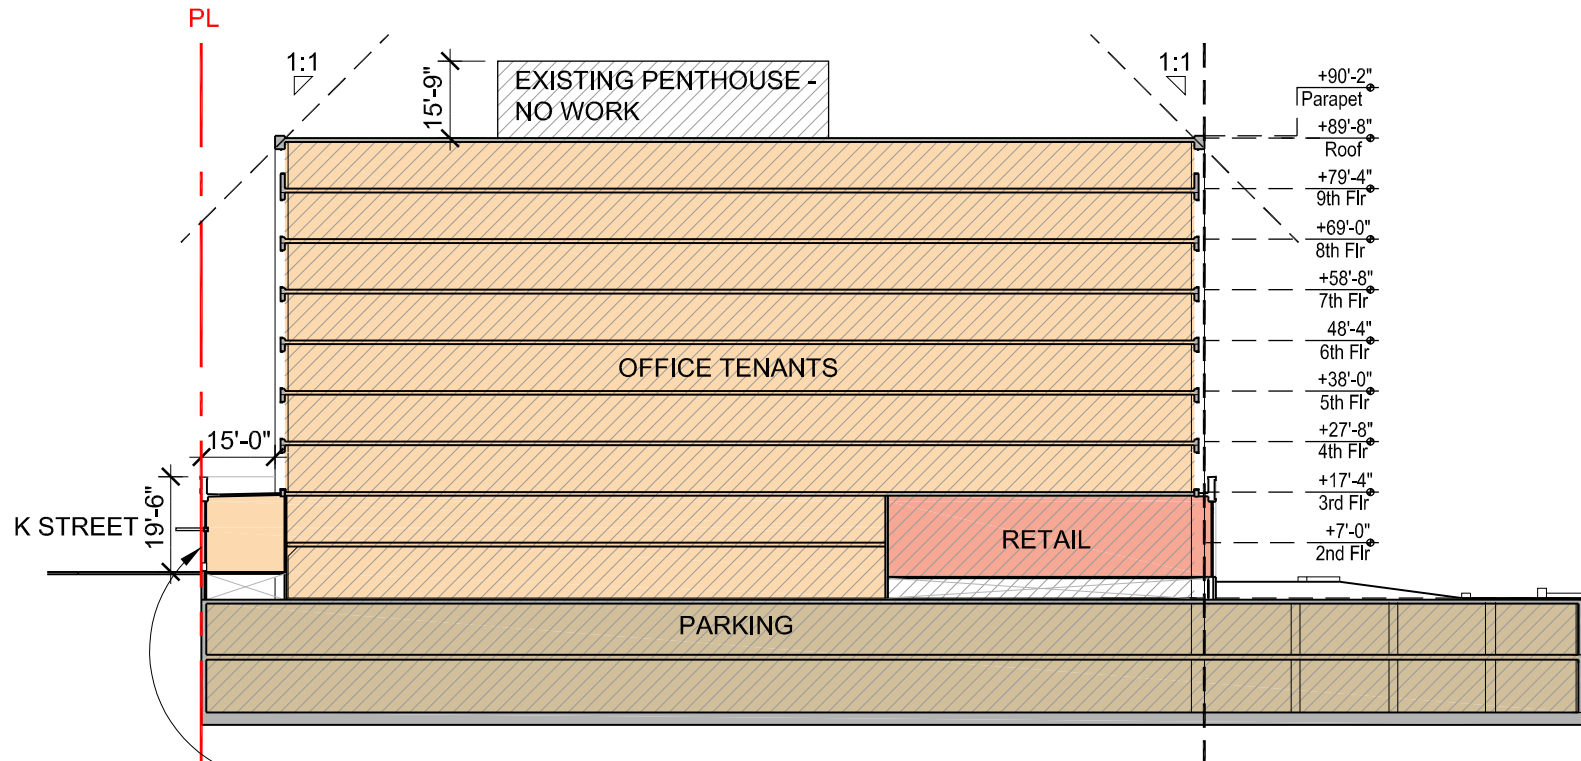 PL
1:1
15'-9"
EXISTING PENTHOUSE -
NO WORK
1:1
+90'-2"
Parapet
+89'-8"
Roof
+79'-4"
9th Flr
+69'-0"
8th Flr
+58'-8"
7th Flr
48'-4"
6th Flr
OFFICE TENANTS
+38'-0"
5th Flr
15'-0"
+27'-8"
4th Flr
+17'-4"
3rd Flr
19'-6"
K STREET
RETAIL
+7'-0"
2nd Flr
PARKING